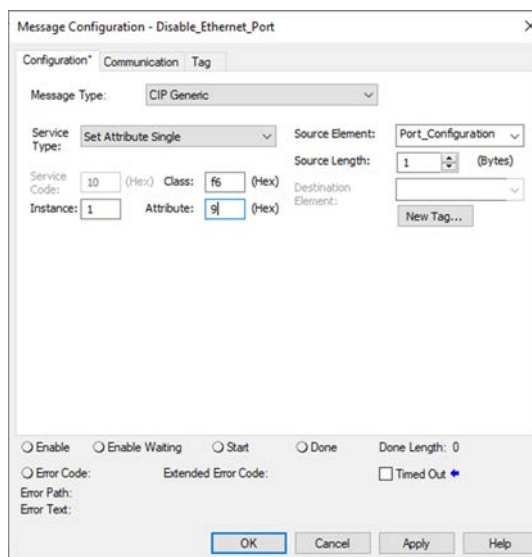 Message Configuration - Disable_Ethernet_Port
Configuration* Communication Tag
Message Type: CIP Generic
Service Type: Set Attribute Single Source Element: Port_Configuration
Source Length: 1 (Bytes)
Service Code: 10 (Hex) Class: f6 (Hex) Destination Element:
Instance: 1 Attribute: 9 (Hex)
New Tag...
Enable Enable Waiting Start Done Done Length: 0
Error Code: Extended Error Code: Timed Out
Error Path:
Error Text:
OK Cancel Apply Help